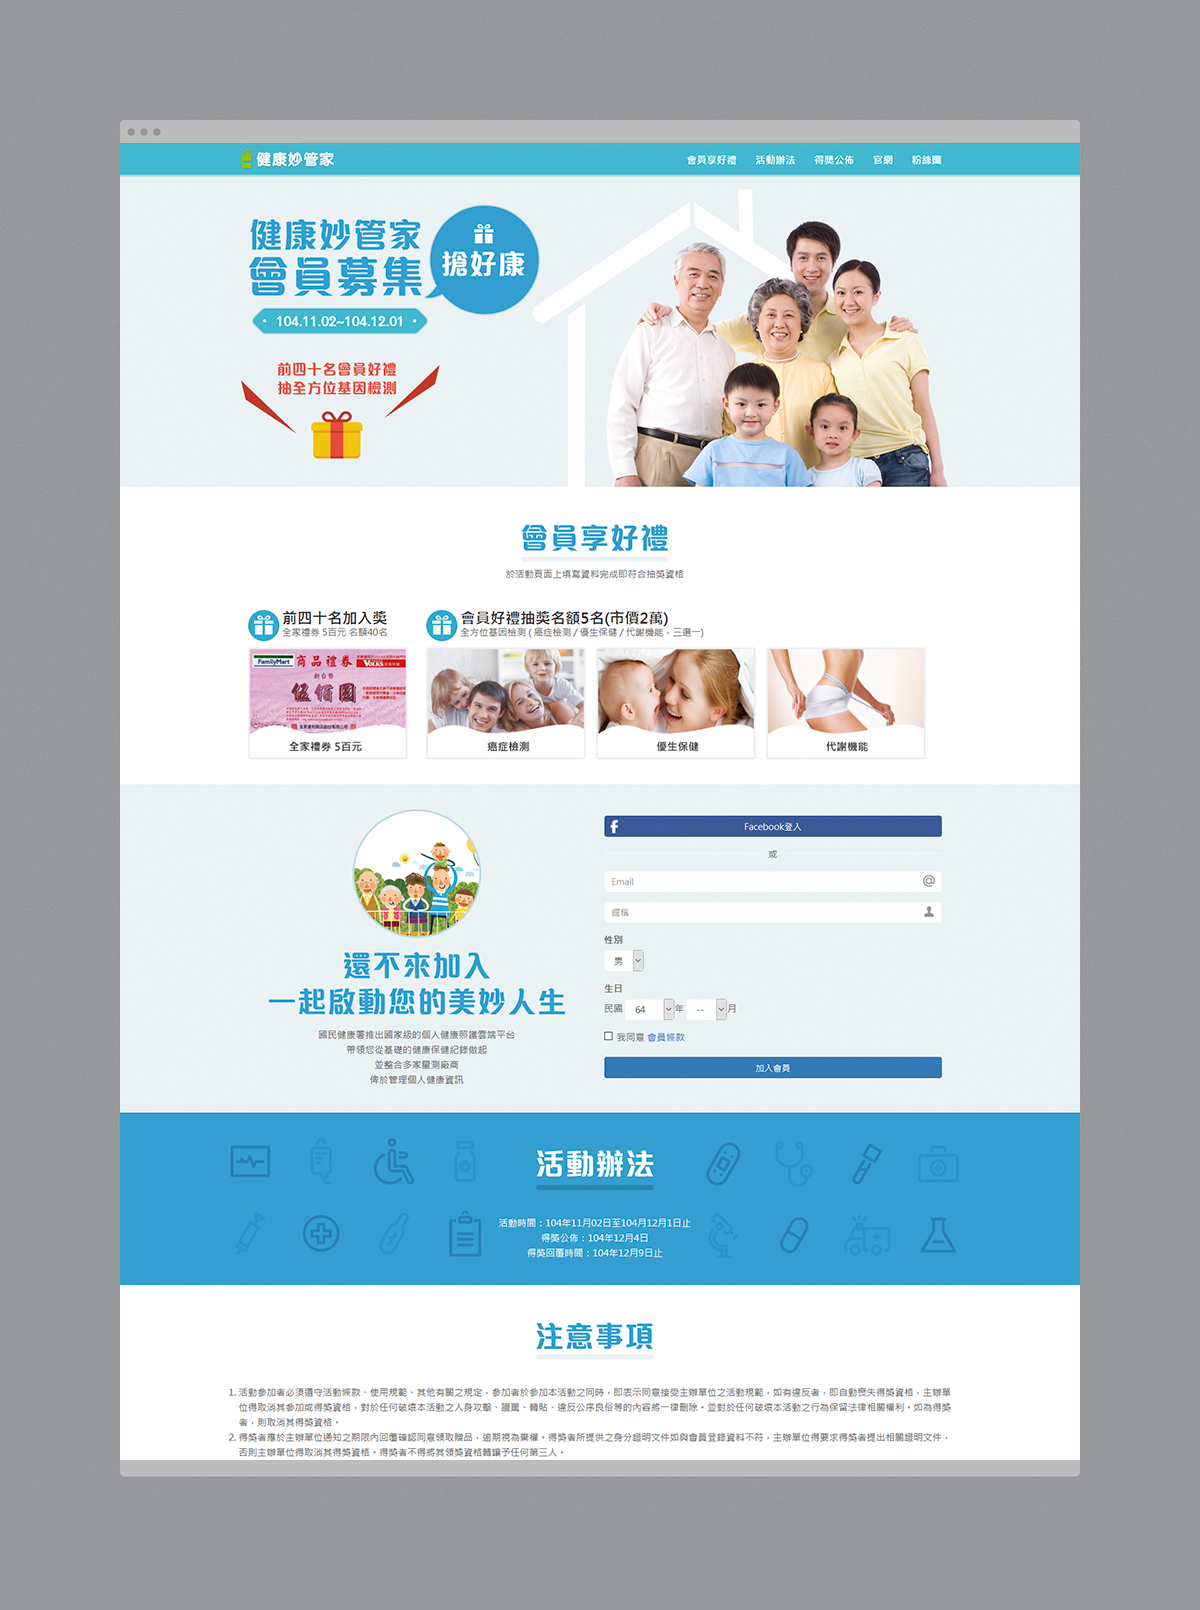 健康妙管家
會員享好禮 活動辦法 得獎公佈 官網 粉絲團
健康妙管家
會員募集
搶好康
104.11.02~104.12.01
前四十名會員好禮
抽全方位基因檢測
會員享好禮
於活動頁面上填寫資料完成即符合抽獎資格
前四十名加入獎
全家禮券 5百元 名額40名
會員好禮抽獎名額5名(市價2萬)
全方位基因檢測 ( 癌症檢測 / 優生保健 / 代謝機能，三選一)
FamilyMart 商品禮券
VOLKS
新台幣
伍佰圓
全家禮券 5百元
癌症檢測
優生保健
代謝機能
Facebook登入
或
Email
暱稱
性別
男
生日
民國 64 年 -- 月
我同意 會員條款
加入會員
還不來加入
一起啟動您的美妙人生
國民健康署推出國家級的個人健康照護雲端平台
帶領您從基礎的健康保健紀錄做起
並整合多家量測廠商
俾於管理個人健康資訊
活動辦法
活動時間：104年11月02日至104月12月1日止
得獎公佈：104年12月4日
得獎回覆時間：104年12月9日止
注意事項
1. 活動參加者必須遵守活動條款、使用規範、其他有關之規定，參加者於參加本活動之同時，即表示同意接受主辦單位之活動規範，如有違反者，即自動喪失得獎資格，主辦單
位得取消其參加或得獎資格，對於任何破壞本活動之人身攻擊、謾罵、轉貼、違反公序良俗等的內容將一律刪除。並對於任何破壞本活動之行為保留法律相關權利。如為得獎
者，則取消其得獎資格。
2. 得獎者應於主辦單位通知之期限內回覆確認同意領取贈品，逾期視為棄權。得獎者所提供之身分證明文件如與會員登錄資料不符，主辦單位得要求得獎者提出相關證明文件，
否則主辦單位得取消其得獎資格。得獎者不得將其領獎資格轉讓予任何第三人。